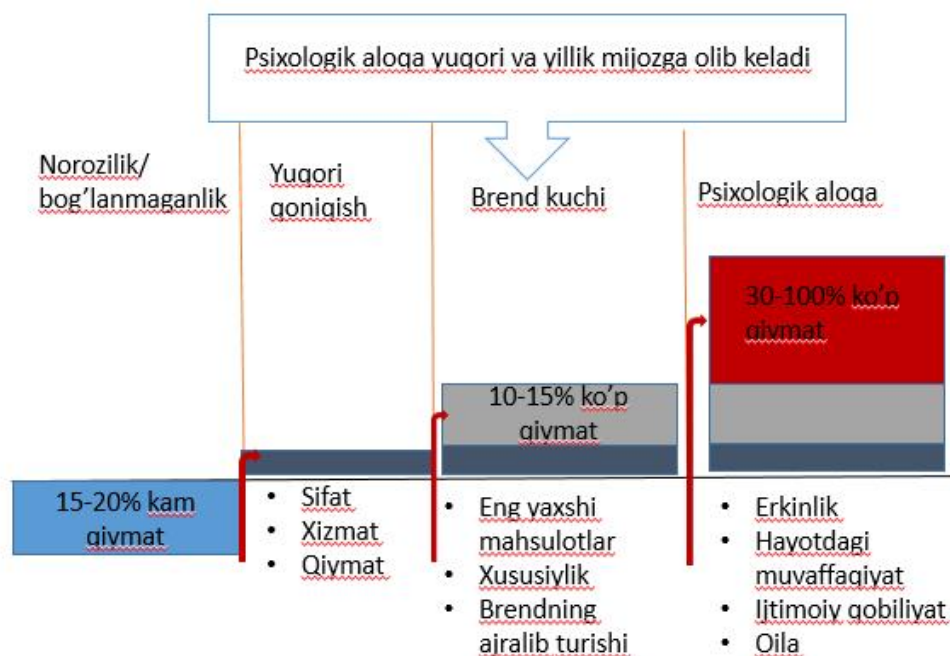 Psixologik aloqa yuqori va yillik mijozga olib keladi
Norozilik/
bog'lanmaganlik
Yuqori
qoniqish
Brend kuchi
Psixologik aloqa
30-100% ko'p
qiymat
10-15% ko'p
qiymat
15-20% kam
qiymat
• Sifat
• Xizmat
• Qiymat
• Eng yaxshi
mahsulotlar
• Xususiylik
• Brendning
ajralib turishi
• Erkinlik
• Hayotdagi
muvaffaqiyat
• Ijtimoiy qobiliyat
• Oila